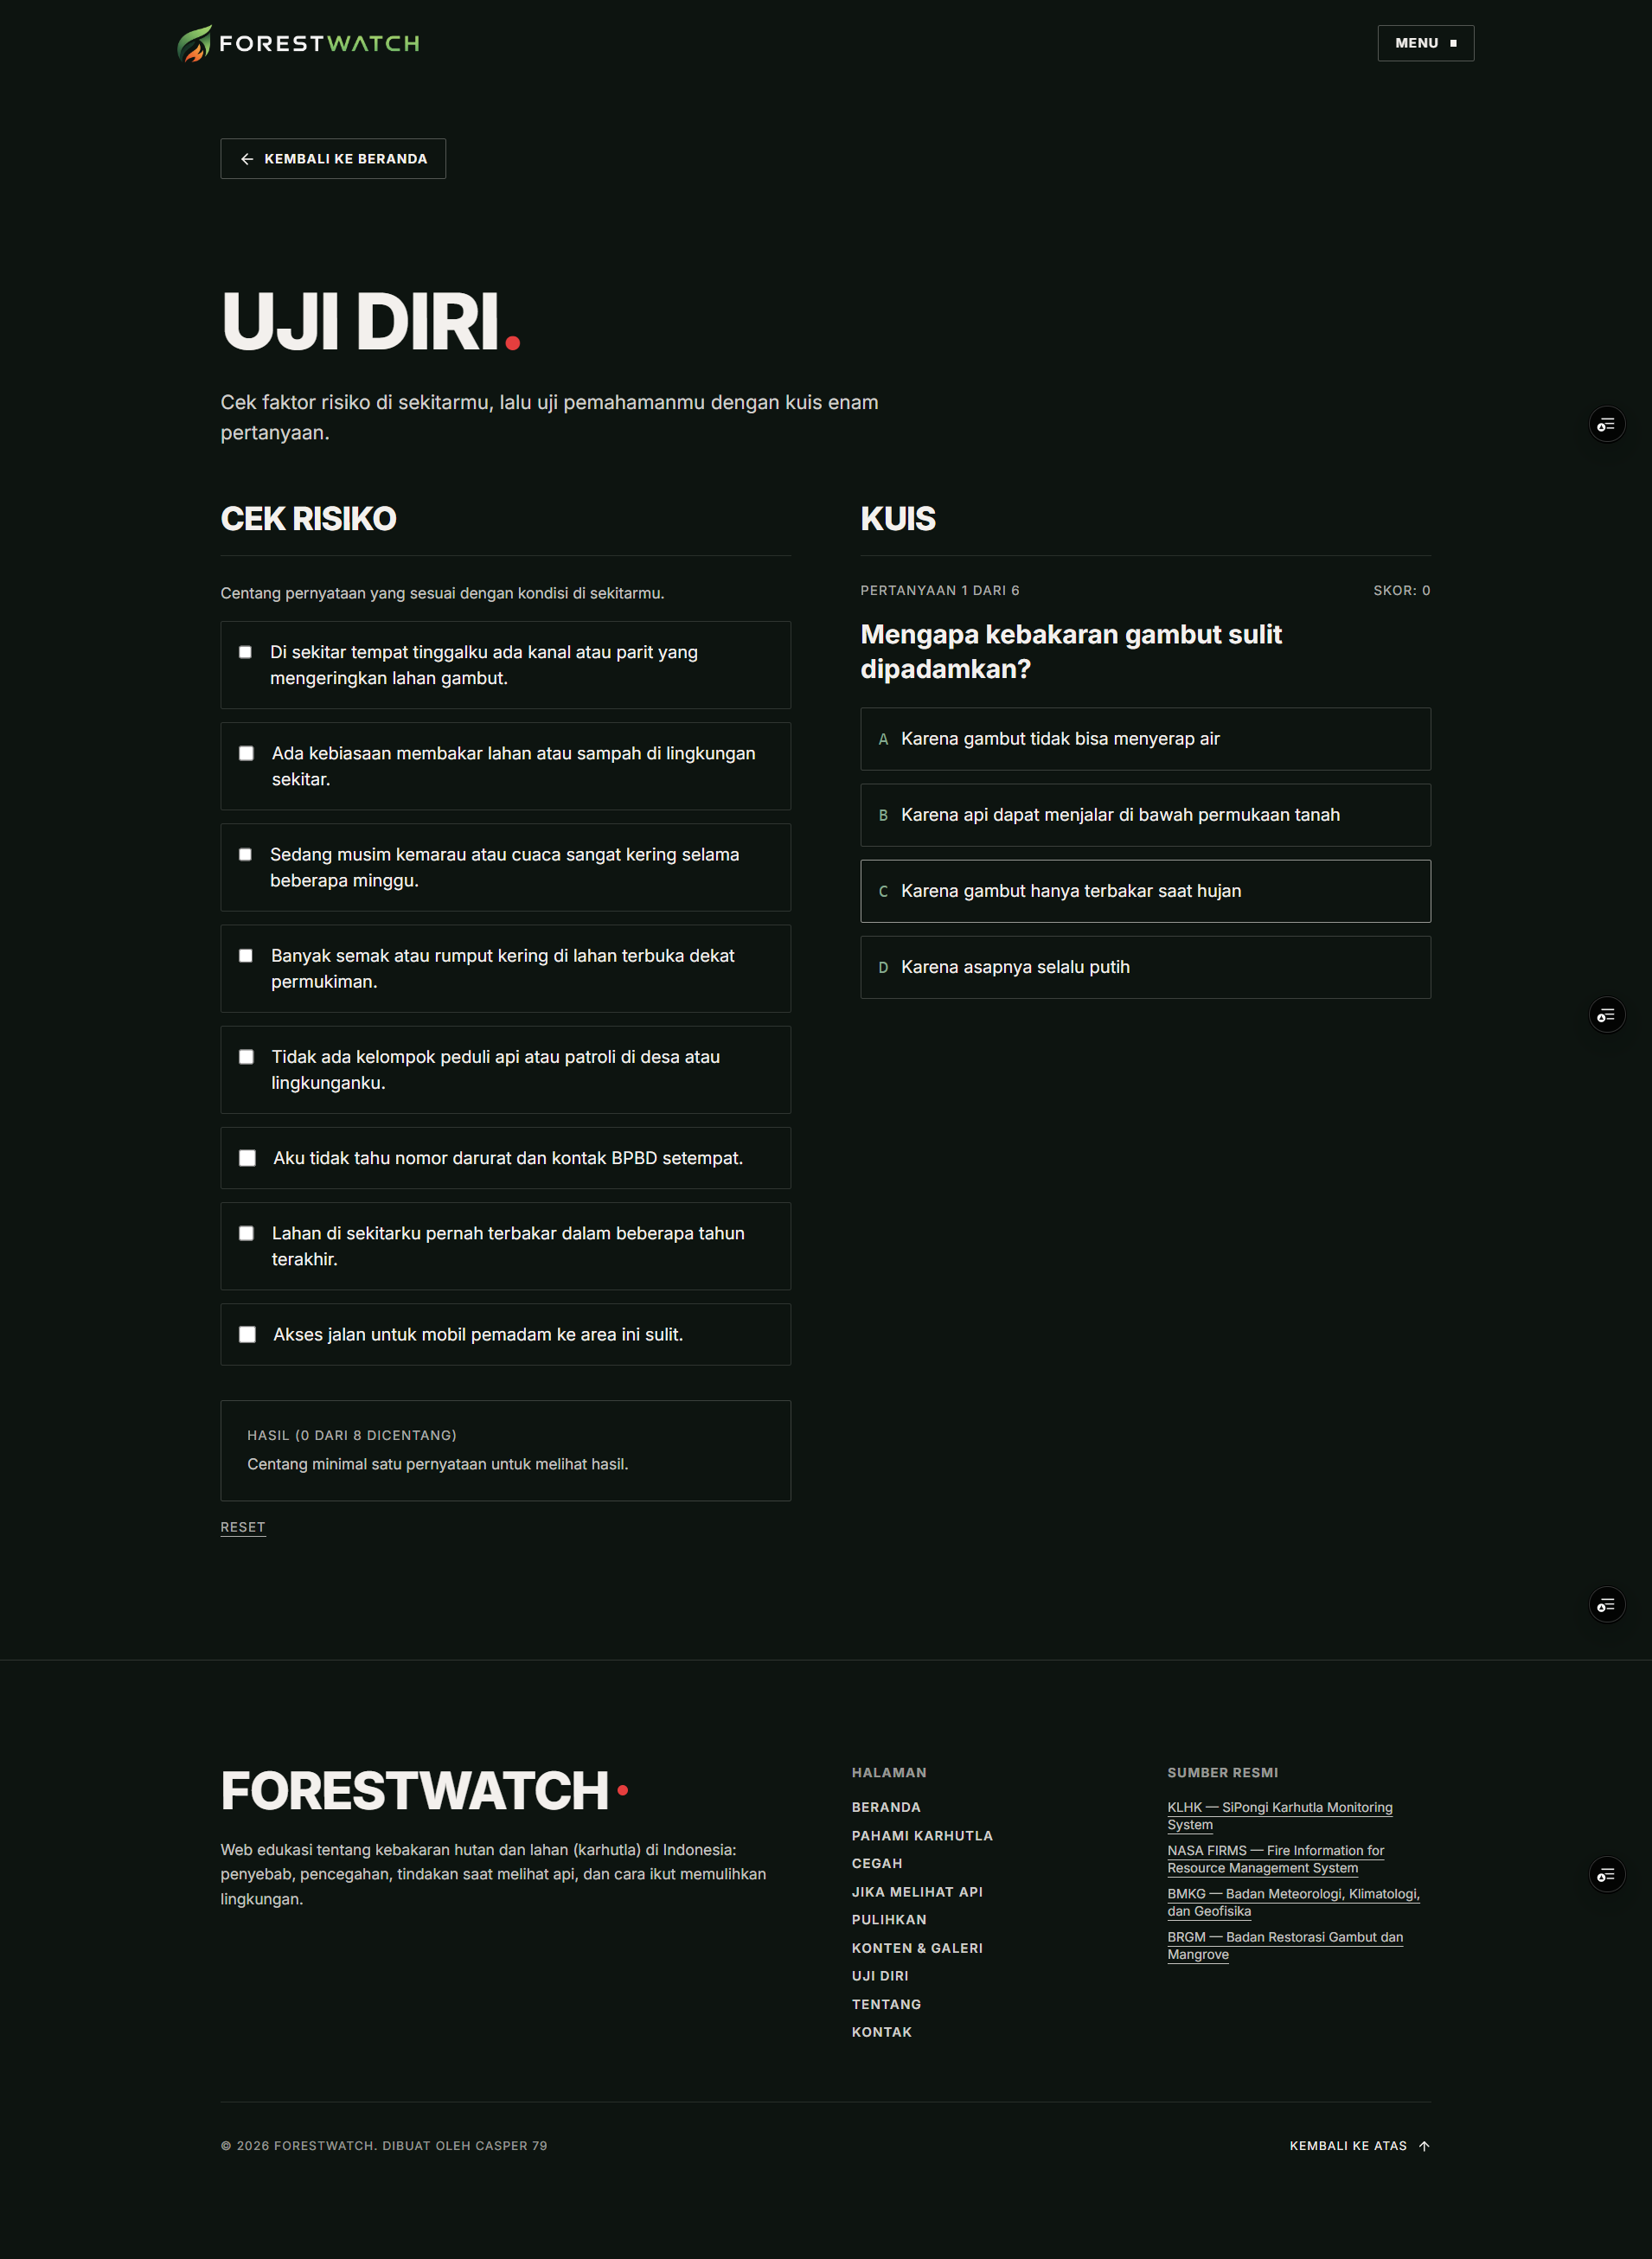 FORESTWATCH
MENU
KEMBALI KE BERANDA
UJI DIRI.
Cek faktor risiko di sekitarmu, lalu uji pemahamanmu dengan kuis enam
pertanyaan.
CEK RISIKO
Centang pernyataan yang sesuai dengan kondisi di sekitarmu.
Di sekitar tempat tinggalku ada kanal atau parit yang
mengeringkan lahan gambut.
Ada kebiasaan membakar lahan atau sampah di lingkungan
sekitar.
Sedang musim kemarau atau cuaca sangat kering selama
beberapa minggu.
Banyak semak atau rumput kering di lahan terbuka dekat
permukiman.
Tidak ada kelompok peduli api atau patroli di desa atau
lingkunganku.
Aku tidak tahu nomor darurat dan kontak BPBD setempat.
Lahan di sekitarku pernah terbakar dalam beberapa tahun
terakhir.
Akses jalan untuk mobil pemadam ke area ini sulit.
HASIL (0 DARI 8 DICENTANG)
Centang minimal satu pernyataan untuk melihat hasil.
RESET
KUIS
PERTANYAAN 1 DARI 6
SKOR: 0
Mengapa kebakaran gambut sulit
dipadamkan?
A Karena gambut tidak bisa menyerap air
B Karena api dapat menjalar di bawah permukaan tanah
C Karena gambut hanya terbakar saat hujan
D Karena asapnya selalu putih
FORESTWATCH
Web edukasi tentang kebakaran hutan dan lahan (karhutla) di Indonesia:
penyebab, pencegahan, tindakan saat melihat api, dan cara ikut memulihkan
lingkungan.
HALAMAN
BERANDA
PAHAMI KARHUTLA
CEGAH
JIKA MELIHAT API
PULIHKAN
KONTEN & GALERI
UJI DIRI
TENTANG
KONTAK
SUMBER RESMI
KLHK — SiPongi Karhutla Monitoring
System
NASA FIRMS — Fire Information for
Resource Management System
BMKG — Badan Meteorologi, Klimatologi,
dan Geofisika
BRGM — Badan Restorasi Gambut dan
Mangrove
© 2026 FORESTWATCH. DIBUAT OLEH CASPER 79
KEMBALI KE ATAS